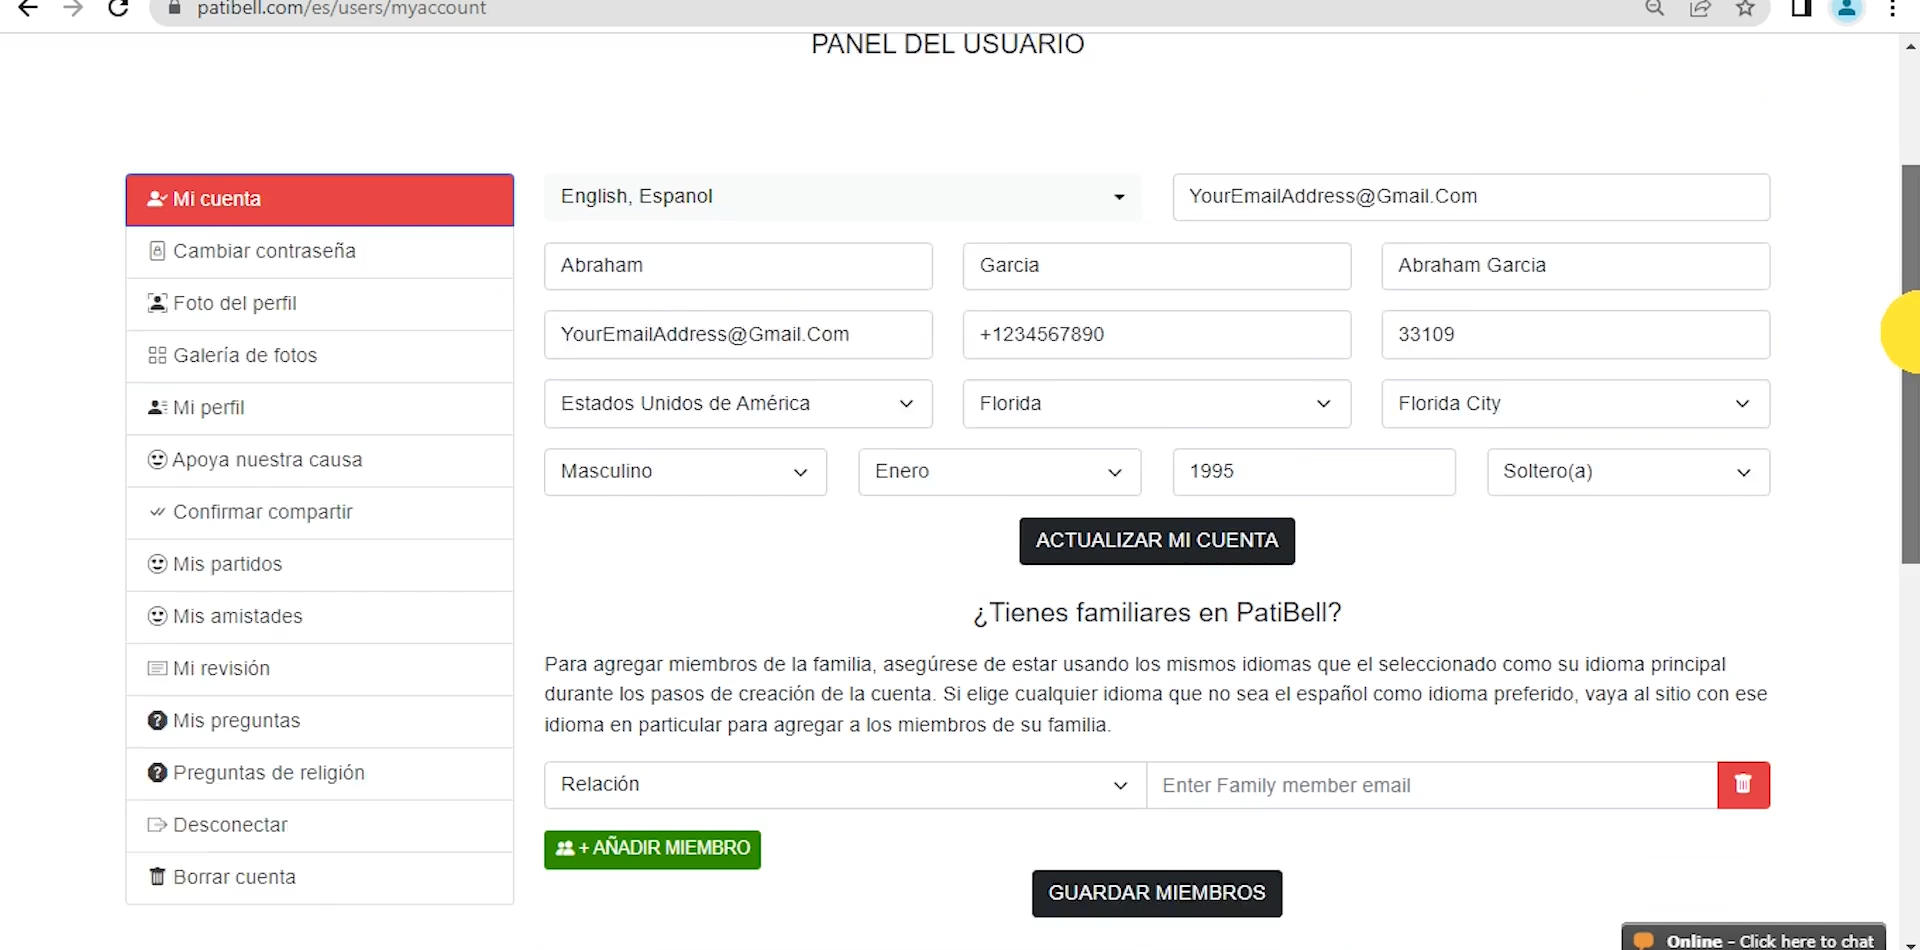 patibell.com/es/users/myaccount
PANEL DEL USUARIO
Mi cuenta
Cambiar contraseña
Foto del perfil
Galería de fotos
Mi perfil
Apoya nuestra causa
Confirmar compartir
Mis partidos
Mis amistades
Mi revisión
Mis preguntas
Preguntas de religión
Desconectar
Borrar cuenta
English, Espanol
YourEmailAddress@Gmail.Com
Abraham
Garcia
Abraham Garcia
YourEmailAddress@Gmail.Com
+1234567890
33109
Estados Unidos de América
Florida
Florida City
Masculino
Enero
1995
Soltero(a)
ACTUALIZAR MI CUENTA
¿Tienes familiares en PatiBell?
Para agregar miembros de la familia, asegúrese de estar usando los mismos idiomas que el seleccionado como su idioma principal
durante los pasos de creación de la cuenta. Si elige cualquier idioma que no sea el español como idioma preferido, vaya al sitio con ese
idioma en particular para agregar a los miembros de su familia.
Relación
Enter Family member email
+ AÑADIR MIEMBRO
GUARDAR MIEMBROS
Online - Click here to chat